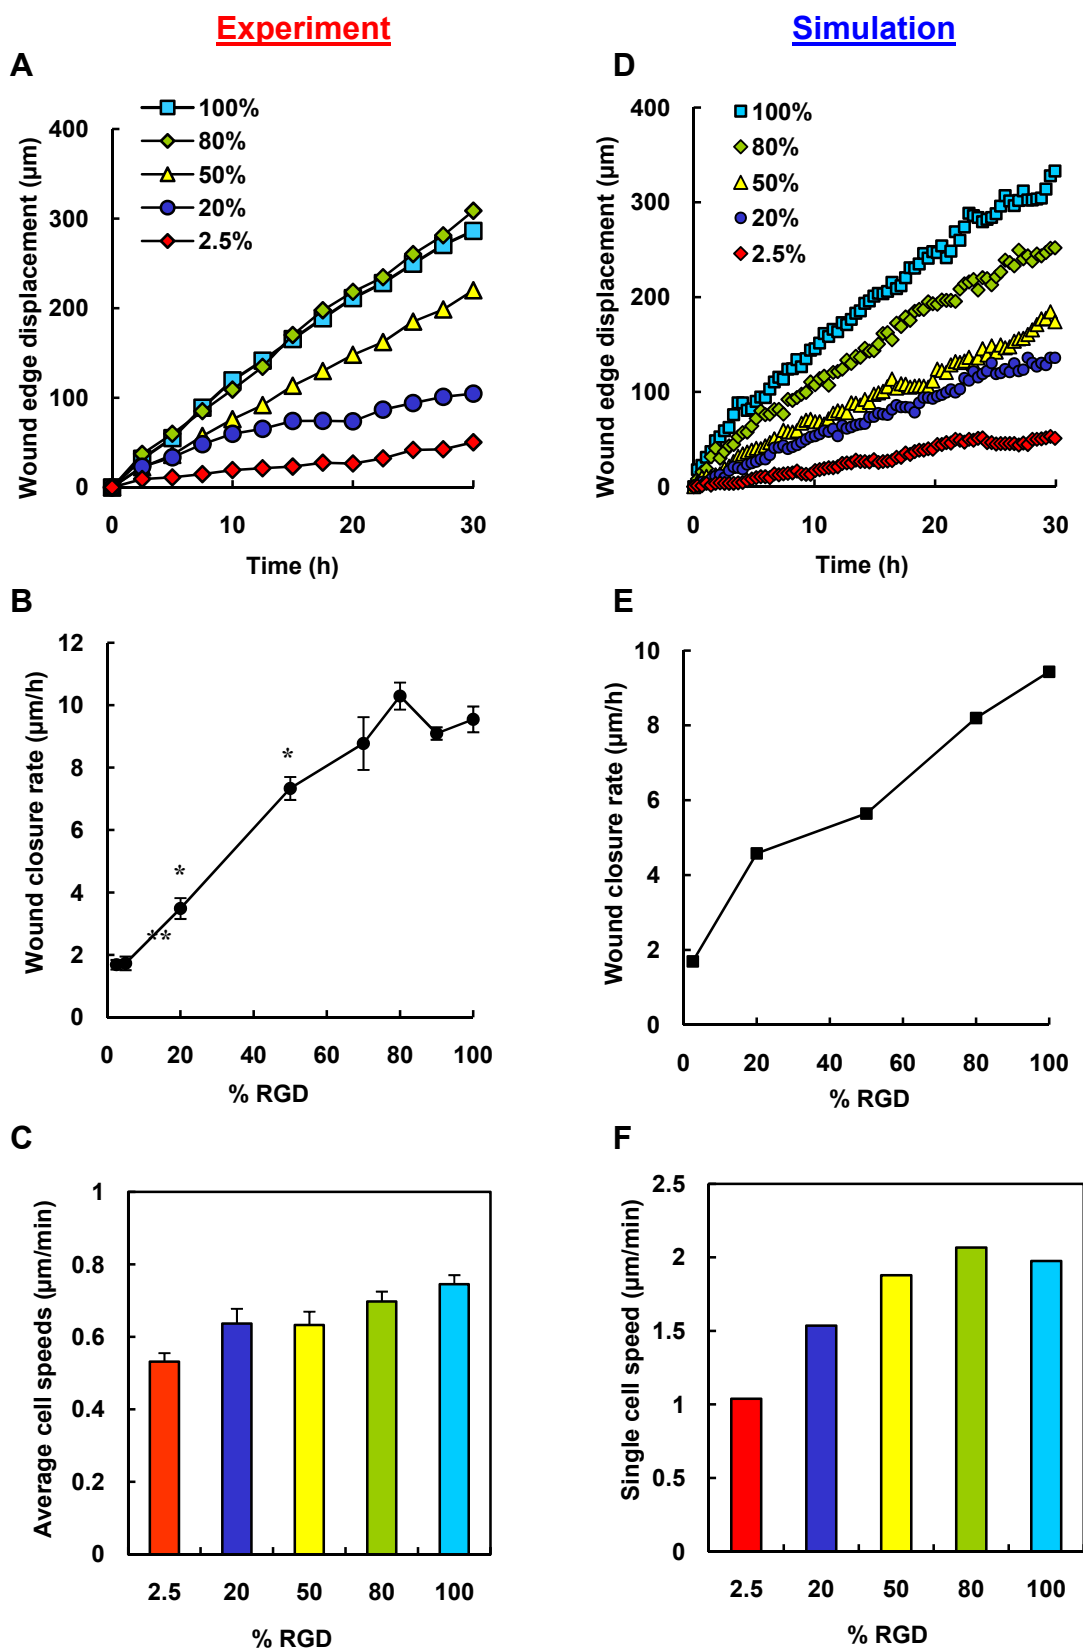 Experiment
Simulation
A
100%
80%
50%
20%
2.5%
400
300
200
100
0
0 10 20 30
Wound edge displacement (µm)
Time (h)
D
100%
80%
50%
20%
2.5%
400
300
200
100
0
0 10 20 30
Wound edge displacement (µm)
Time (h)
B
12
10
8
6
4
2
0
*
*
**
0 20 40 60 80 100
Wound closure rate (µm/h)
% RGD
E
10
8
6
4
2
0
0 20 40 60 80 100
Wound closure rate (µm/h)
% RGD
C
1
0.8
0.6
0.4
0.2
0
2.5 20 50 80 100
Average cell speeds (µm/min)
% RGD
F
2.5
2
1.5
1
0.5
0
2.5 20 50 80 100
Single cell speed (µm/min)
% RGD